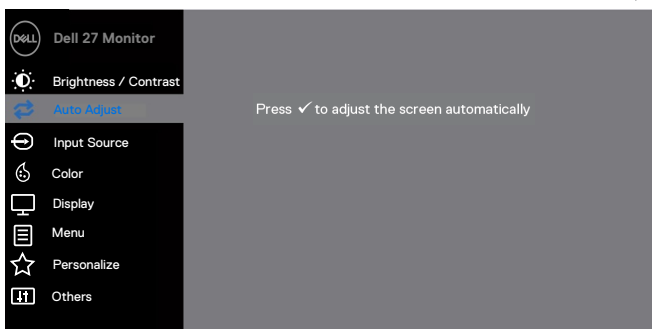 DELL
Dell 27 Monitor
Brightness / Contrast
Auto Adjust
Press ✓ to adjust the screen automatically
Input Source
Color
Display
Menu
Personalize
Others